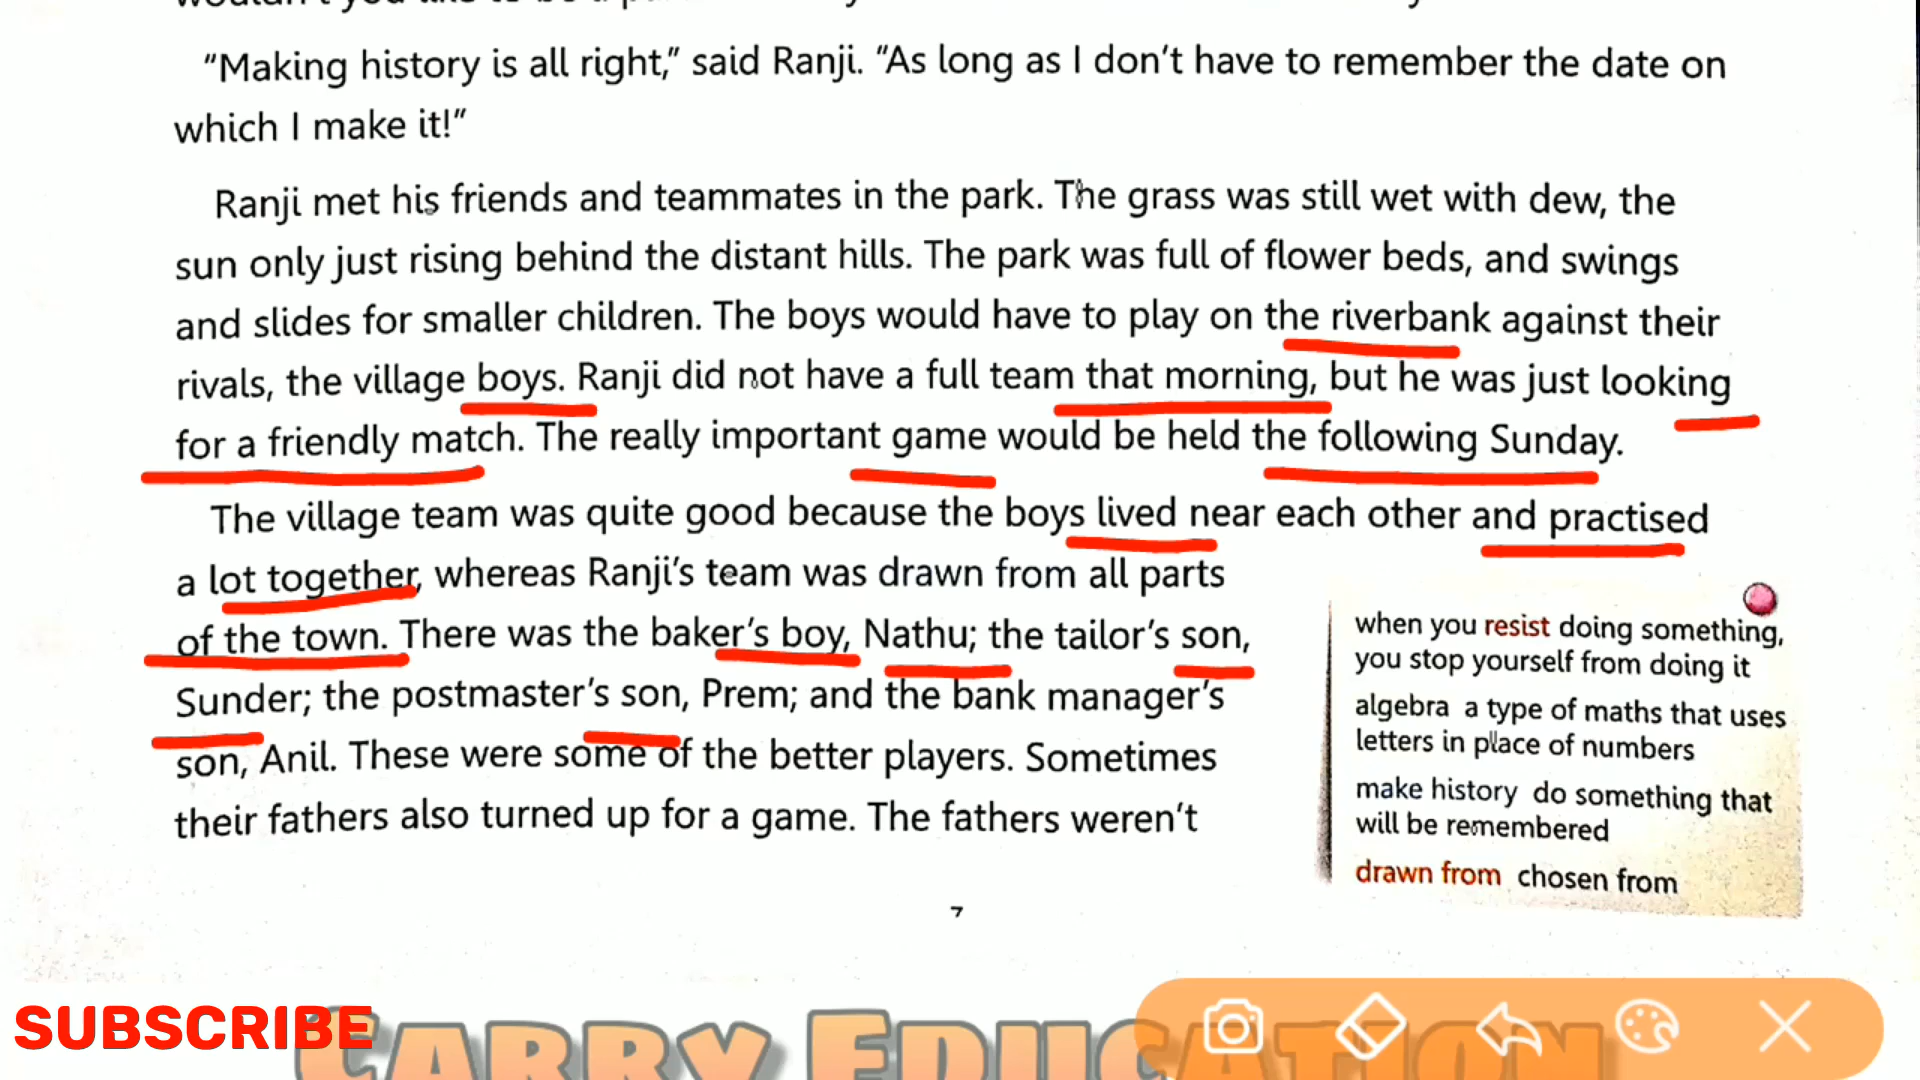 "Making history is all right," said Ranji. "As long as I don't have to remember the date on
which I make it!"
Ranji met his friends and teammates in the park. The grass was still wet with dew, the
sun only just rising behind the distant hills. The park was full of flower beds, and swings
and slides for smaller children. The boys would have to play on the riverbank against their
rivals, the village boys. Ranji did not have a full team that morning, but he was just looking
for a friendly match. The really important game would be held the following Sunday.
The village team was quite good because the boys lived near each other and practised
a lot together, whereas Ranji's team was drawn from all parts
of the town. There was the baker's boy, Nathu; the tailor's son,
Sunder; the postmaster's son, Prem; and the bank manager's
son, Anil. These were some of the better players. Sometimes
their fathers also turned up for a game. The fathers weren't
when you resist doing something,
you stop yourself from doing it
algebra a type of maths that uses
letters in place of numbers
make history do something that
will be remembered
drawn from chosen from
7
SUBSCRIBE
CARRY EDUCATION